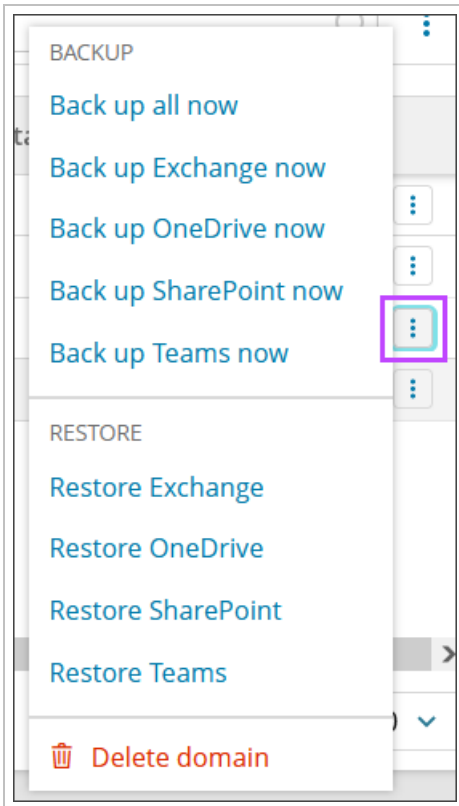 BACKUP
Back up all now
Back up Exchange now
Back up OneDrive now
Back up SharePoint now
Back up Teams now
RESTORE
Restore Exchange
Restore OneDrive
Restore SharePoint
Restore Teams
Delete domain